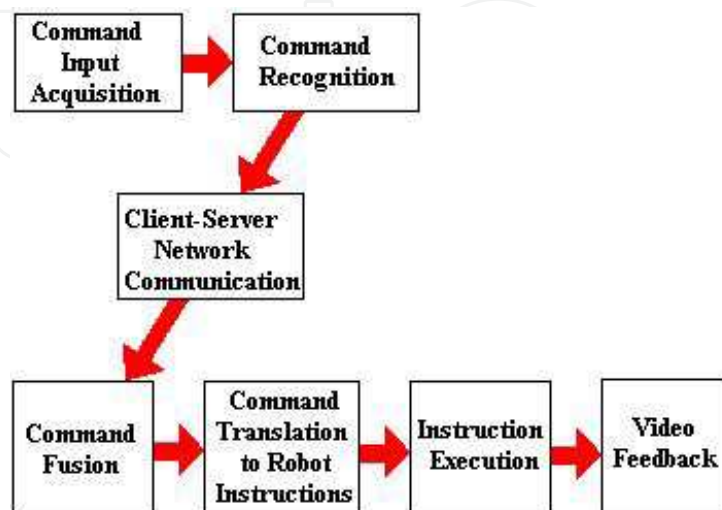 Command
Input
Acquisition
Command
Recognition
Client-Server
Network
Communication
Command
Fusion
Command
Translation
to Robot
Instructions
Instruction
Execution
Video
Feedback